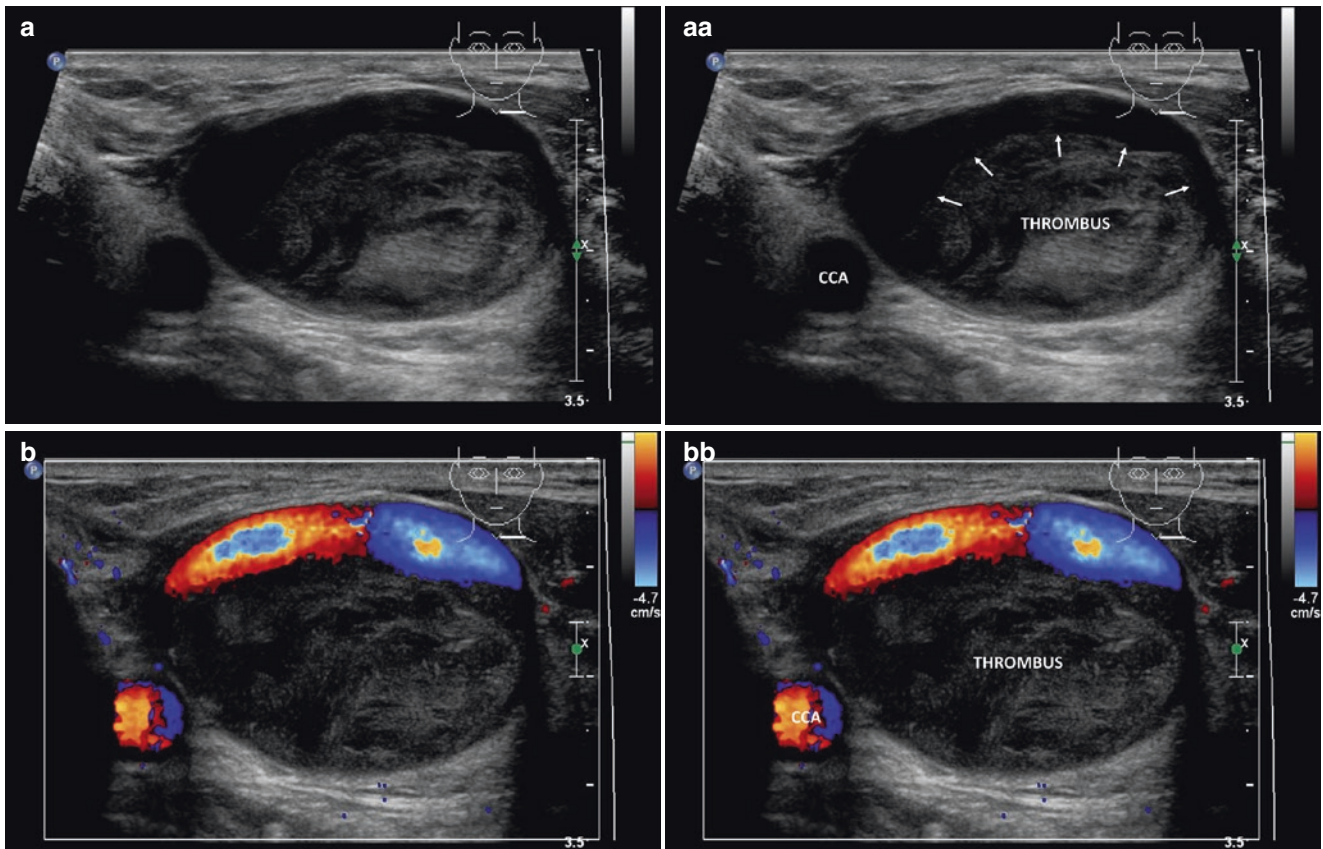 a
P
X
3.5
aa
P
THROMBUS
X
CCA
3.5
b
P
-4.7
cm/s
X
3.5
bb
P
-4.7
cm/s
X
THROMBUS
CCA
3.5